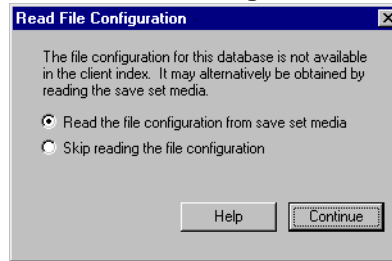 Read File Configuration
The file configuration for this database is not available
in the client index. It may alternatively be obtained by
reading the save set media.
Read the file configuration from save set media
Skip reading the file configuration
Help
Continue